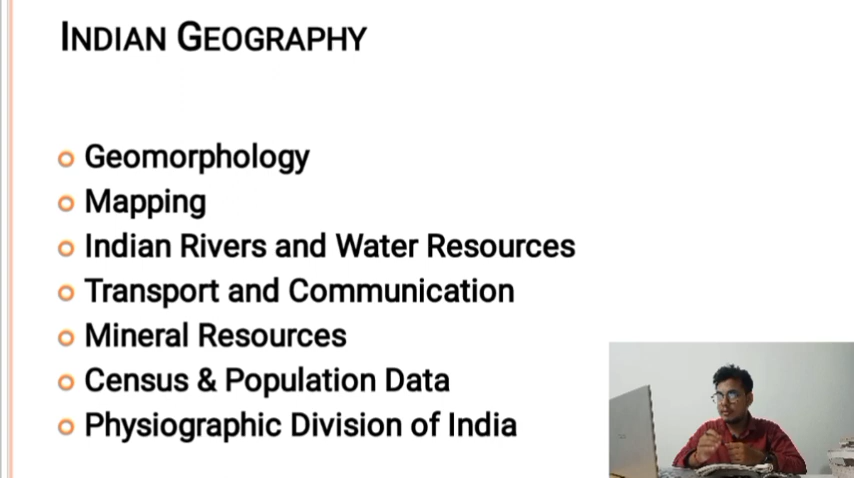 INDIAN GEOGRAPHY
Geomorphology
Mapping
Indian Rivers and Water Resources
Transport and Communication
Mineral Resources
Census & Population Data
Physiographic Division of India